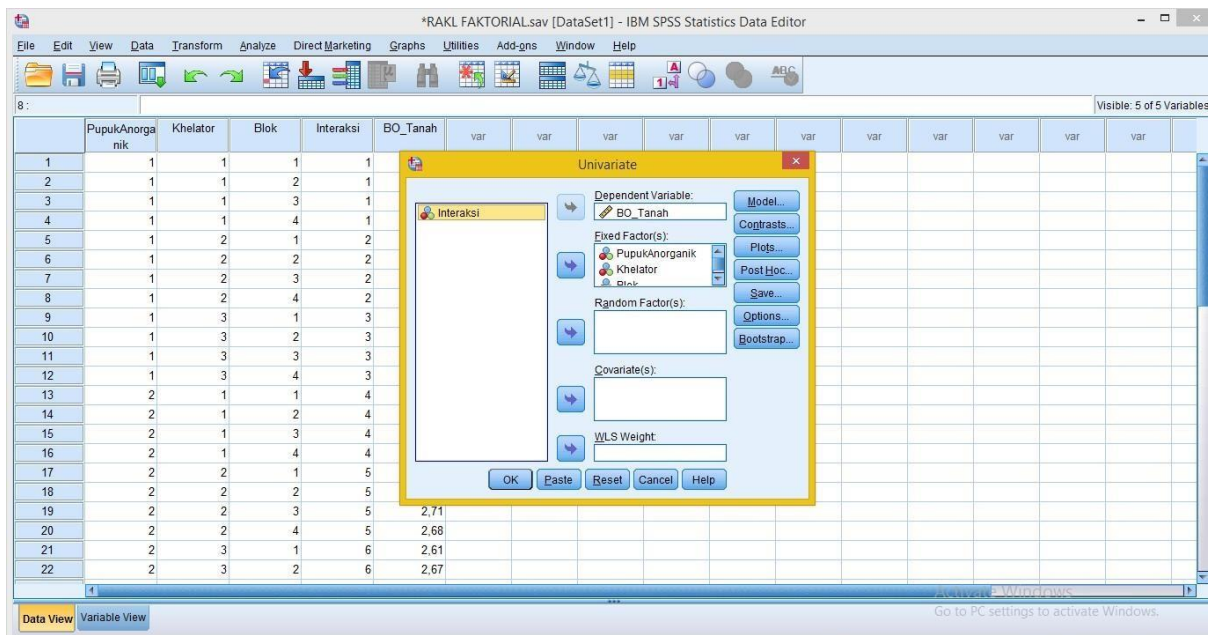 *RAKL FAKTORIAL.sav [DataSet1] - IBM SPSS Statistics Data Editor
File Edit View Data Transform Analyze Direct Marketing Graphs Utilities Add-ons Window Help
8 :
Visible: 5 of 5 Variables
PupukAnorganik Khelator Blok Interaksi BO_Tanah var var var var var var var var var var
1 1 1 1 1
2 1 1 2 1
3 1 1 3 1
4 1 1 4 1
5 1 2 1 2
6 1 2 2 2
7 1 2 3 2
8 1 2 4 2
9 1 3 1 3
10 1 3 2 3
11 1 3 3 3
12 1 3 4 3
13 2 1 1 4
14 2 1 2 4
15 2 1 3 4
16 2 1 4 4
17 2 2 1 5
18 2 2 2 5
19 2 2 3 5 2,71
20 2 2 4 5 2,68
21 2 3 1 6 2,61
22 2 3 2 6 2,67
Univariate
Interaksi
Dependent Variable:
BO_Tanah
Fixed Factor(s):
PupukAnorganik
Khelator
Blok
Random Factor(s):
Covariate(s):
WLS Weight:
Model...
Contrasts...
Plots...
Post Hoc...
Save...
Options...
Bootstrap...
OK Paste Reset Cancel Help
Data View Variable View
Activate Windows
Go to PC settings to activate Windows.